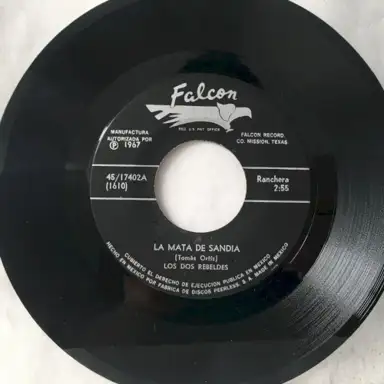 Falcon
REG. U.S. PAT. OFFICE
MANUFACTURA
AUTORIZADA POR
Ⓟ 1967
FALCON RECORD.
CO. MISSION, TEXAS.
45/17402A
(1610)
Ranchera
2:55
LA MATA DE SANDIA
(Tomás Ortíz)
LOS DOS REBELDES
CUBIERTO EL DERECHO DE EJECUCION PUBLICA EN MEXICO
HECHO EN MEXICO POR FABRICA DE DISCOS PEERLESS, S. A. MADE IN MEXICO